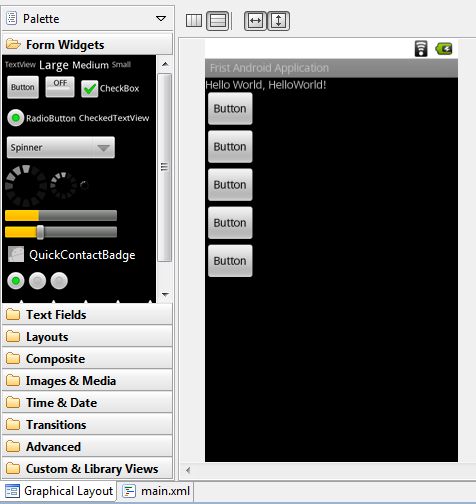 Palette
Form Widgets
TextView Large Medium Small
Button OFF CheckBox
RadioButton CheckedTextView
Spinner
QuickContactBadge
Text Fields
Layouts
Composite
Images & Media
Time & Date
Transitions
Advanced
Custom & Library Views
Graphical Layout main.xml
Frist Android Application
Hello World, HelloWorld!
Button
Button
Button
Button
Button